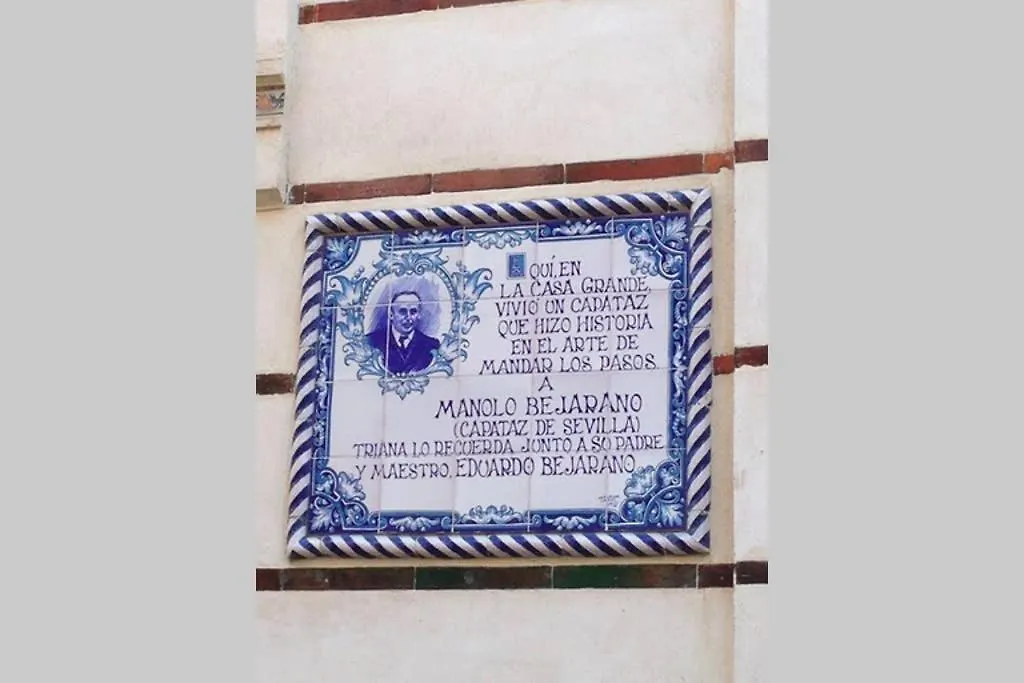 AQUÍ, EN
LA CASA GRANDE,
VIVIÓ UN CAPATAZ
QUE HIZO HISTORIA
EN EL ARTE DE
MANDAR LOS PASOS.
A
MANOLO BEJARANO
(CAPATAZ DE SEVILLA)
TRIANA LO RECUERDA JUNTO A SU PADRE
Y MAESTRO, EDUARDO BEJARANO